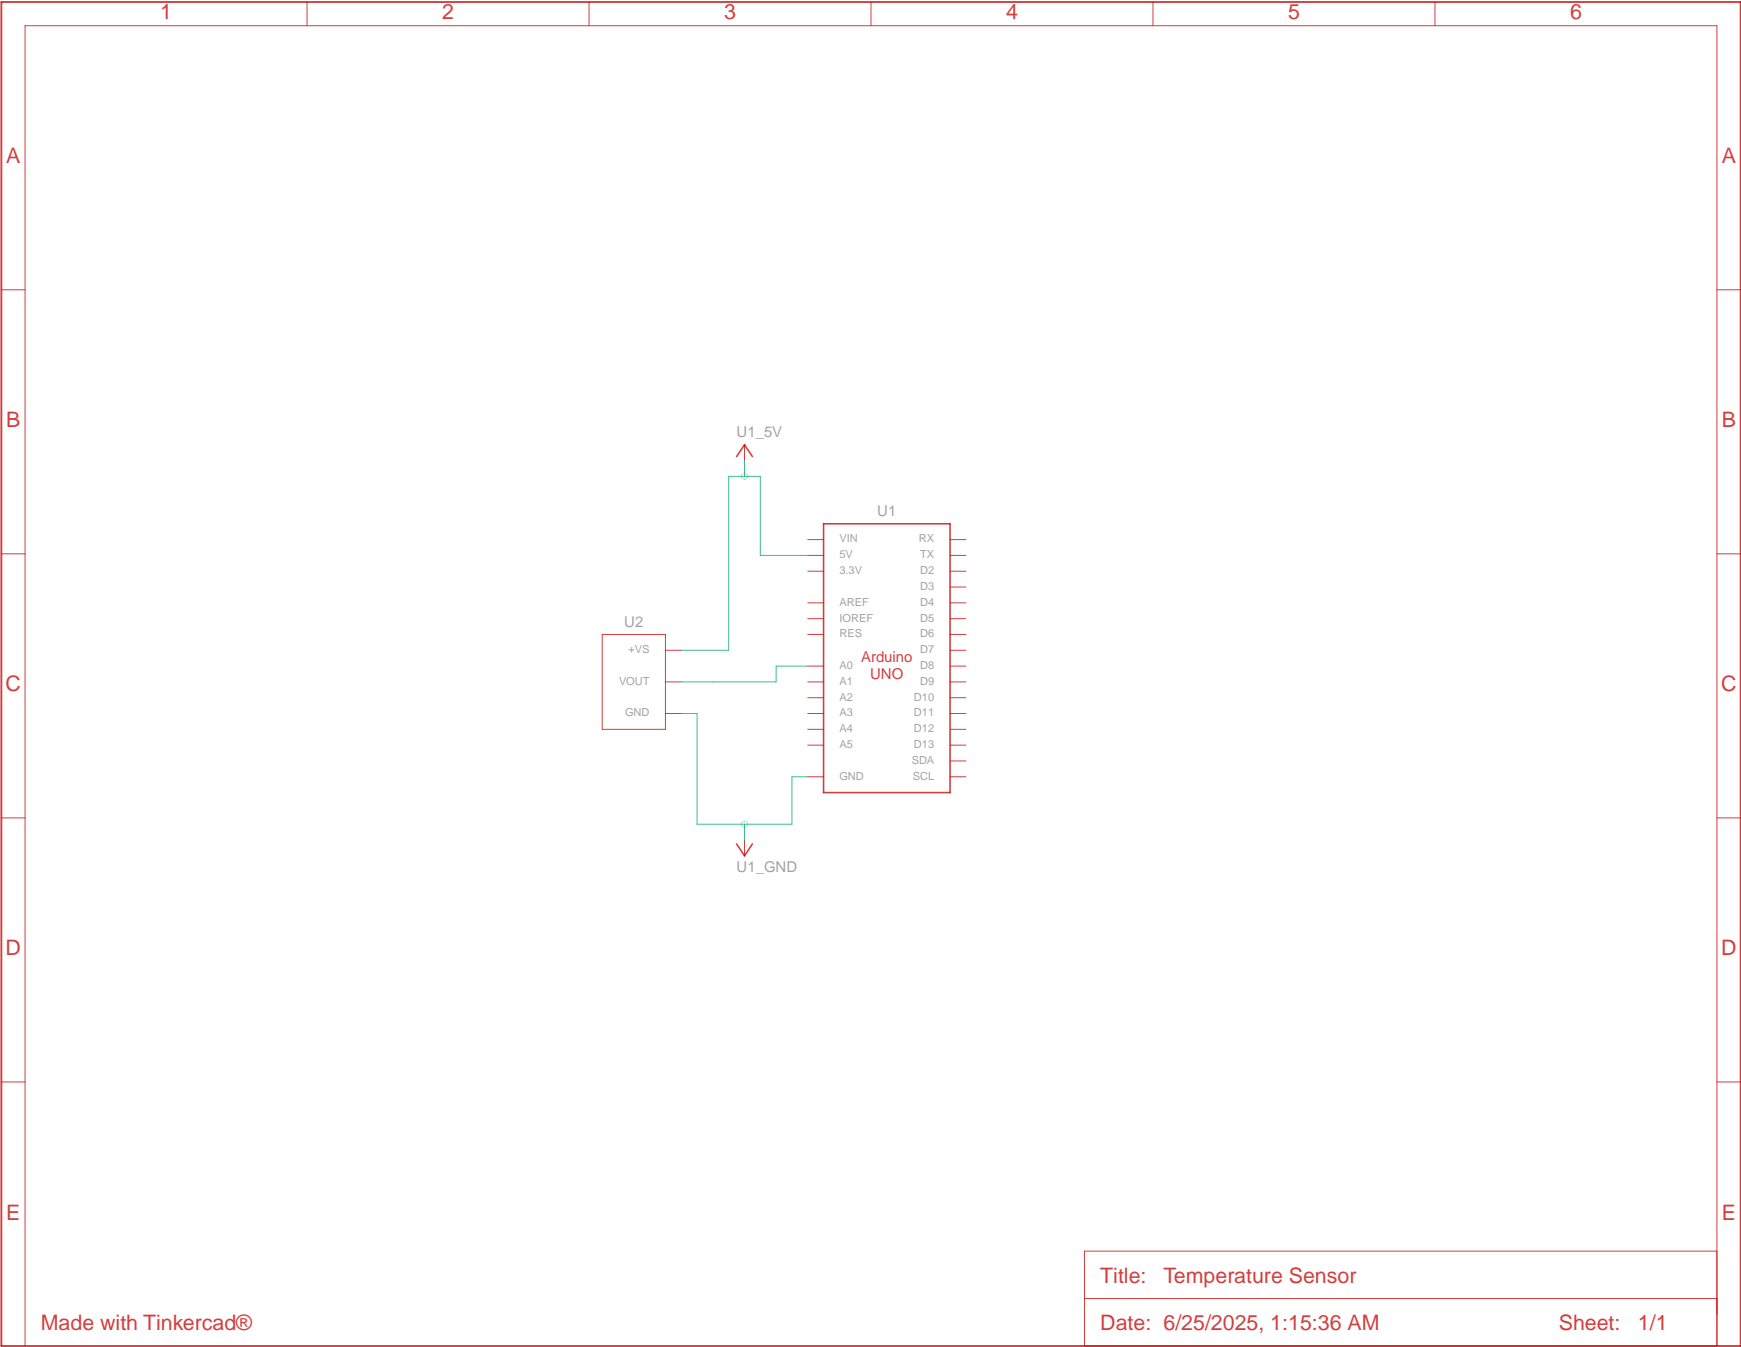 1 2 3 4 5 6
A A
B B
U1_5V
U1
VIN RX
5V TX
3.3V D2
D3
AREF D4
IOREF D5
RES D6
U2
+VS D7
Arduino
A0 D8
UNO
VOUT A1 D9
C C
A2 D10
GND A3 D11
A4 D12
A5 D13
SDA
GND SCL
U1_GND
D D
E E
Title: Temperature Sensor
Made with Tinkercad®
Date: 6/25/2025, 1:15:36 AM Sheet: 1/1